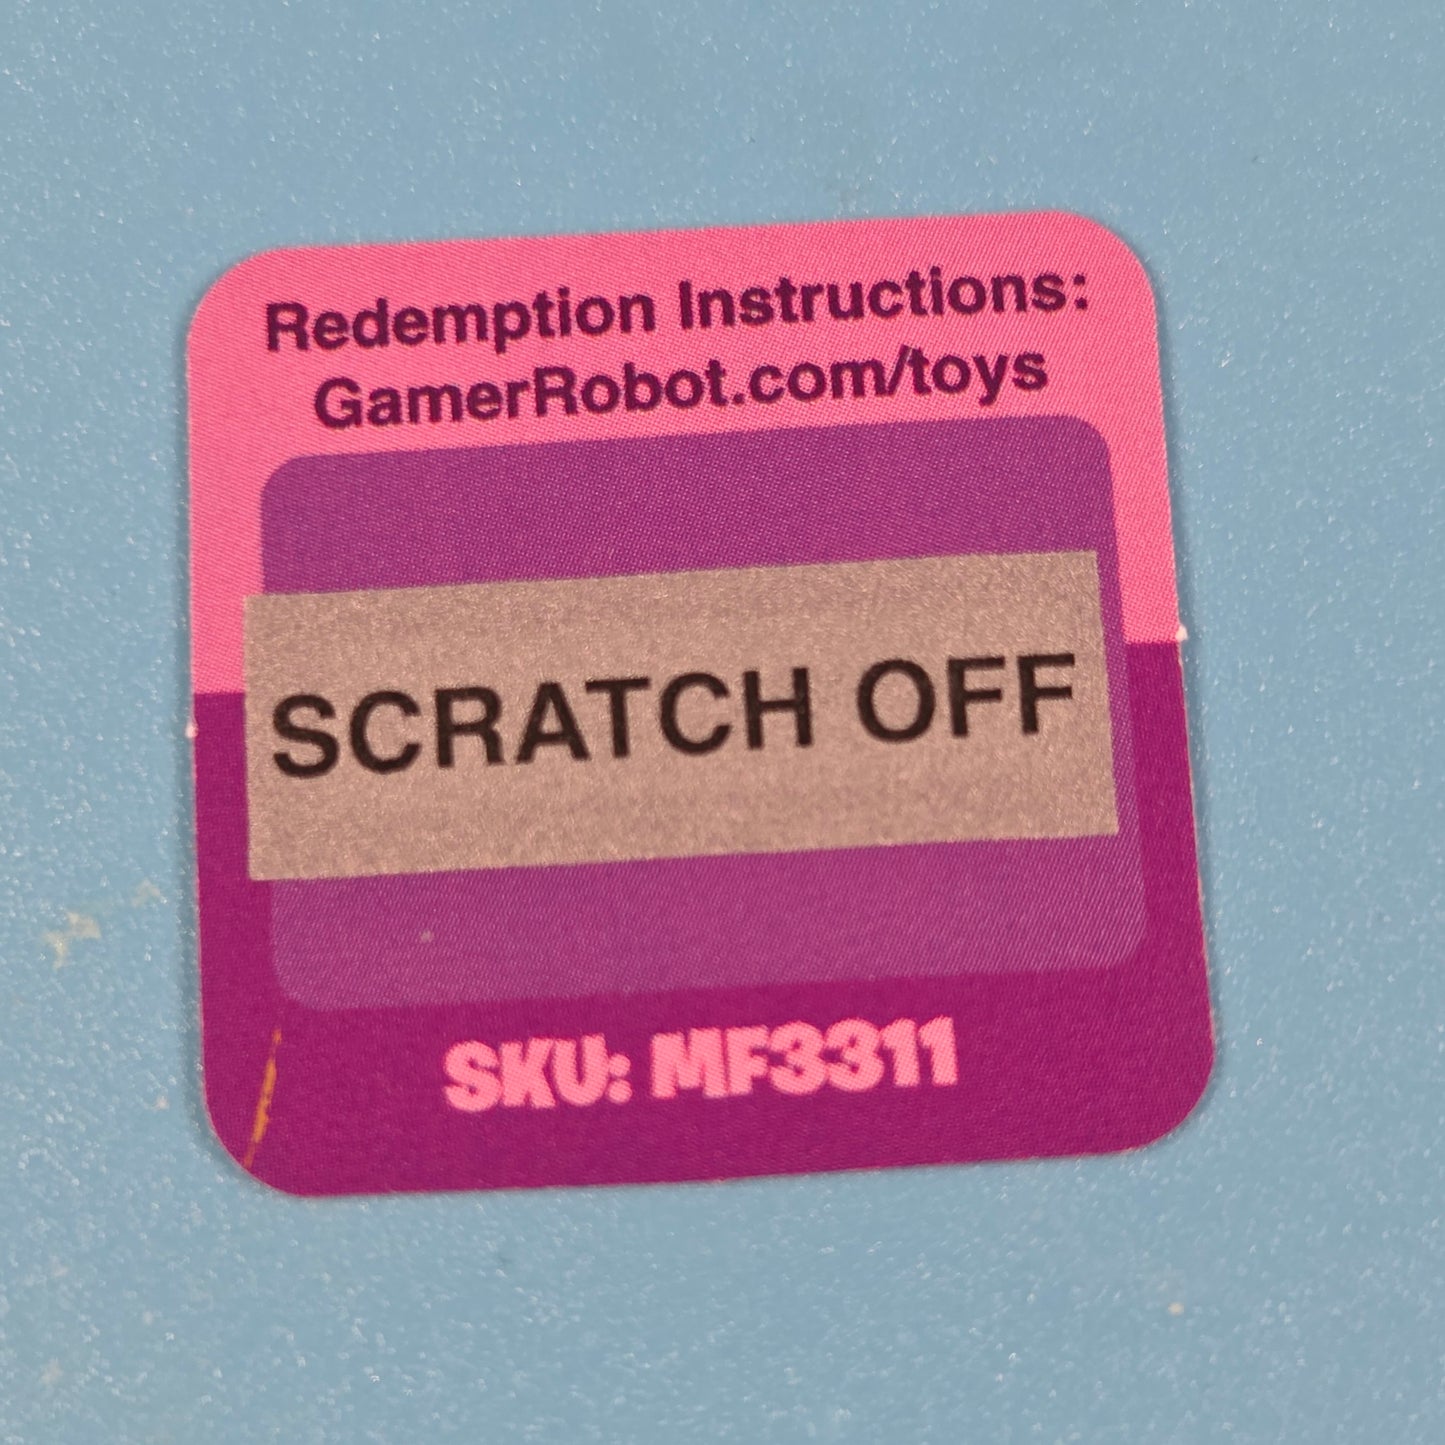 Redemption Instructions:
GamerRobot.com/toys
SCRATCH OFF
SKU: MF3311